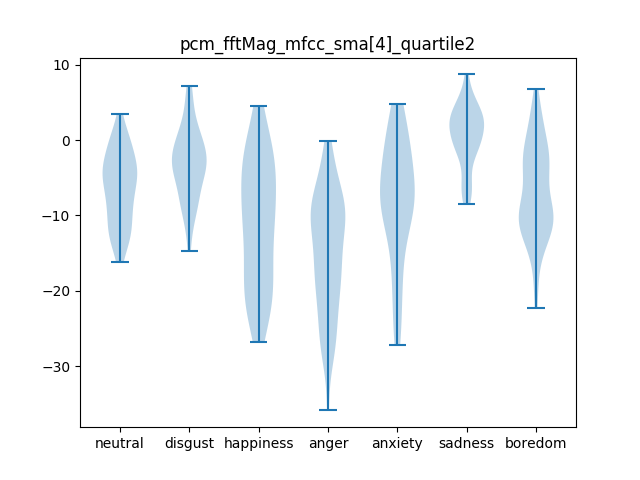 pcm_fftMag_mfcc_sma[4]_quartile2
10
0
−10
−20
−30
neutral disgust happiness anger anxiety sadness boredom